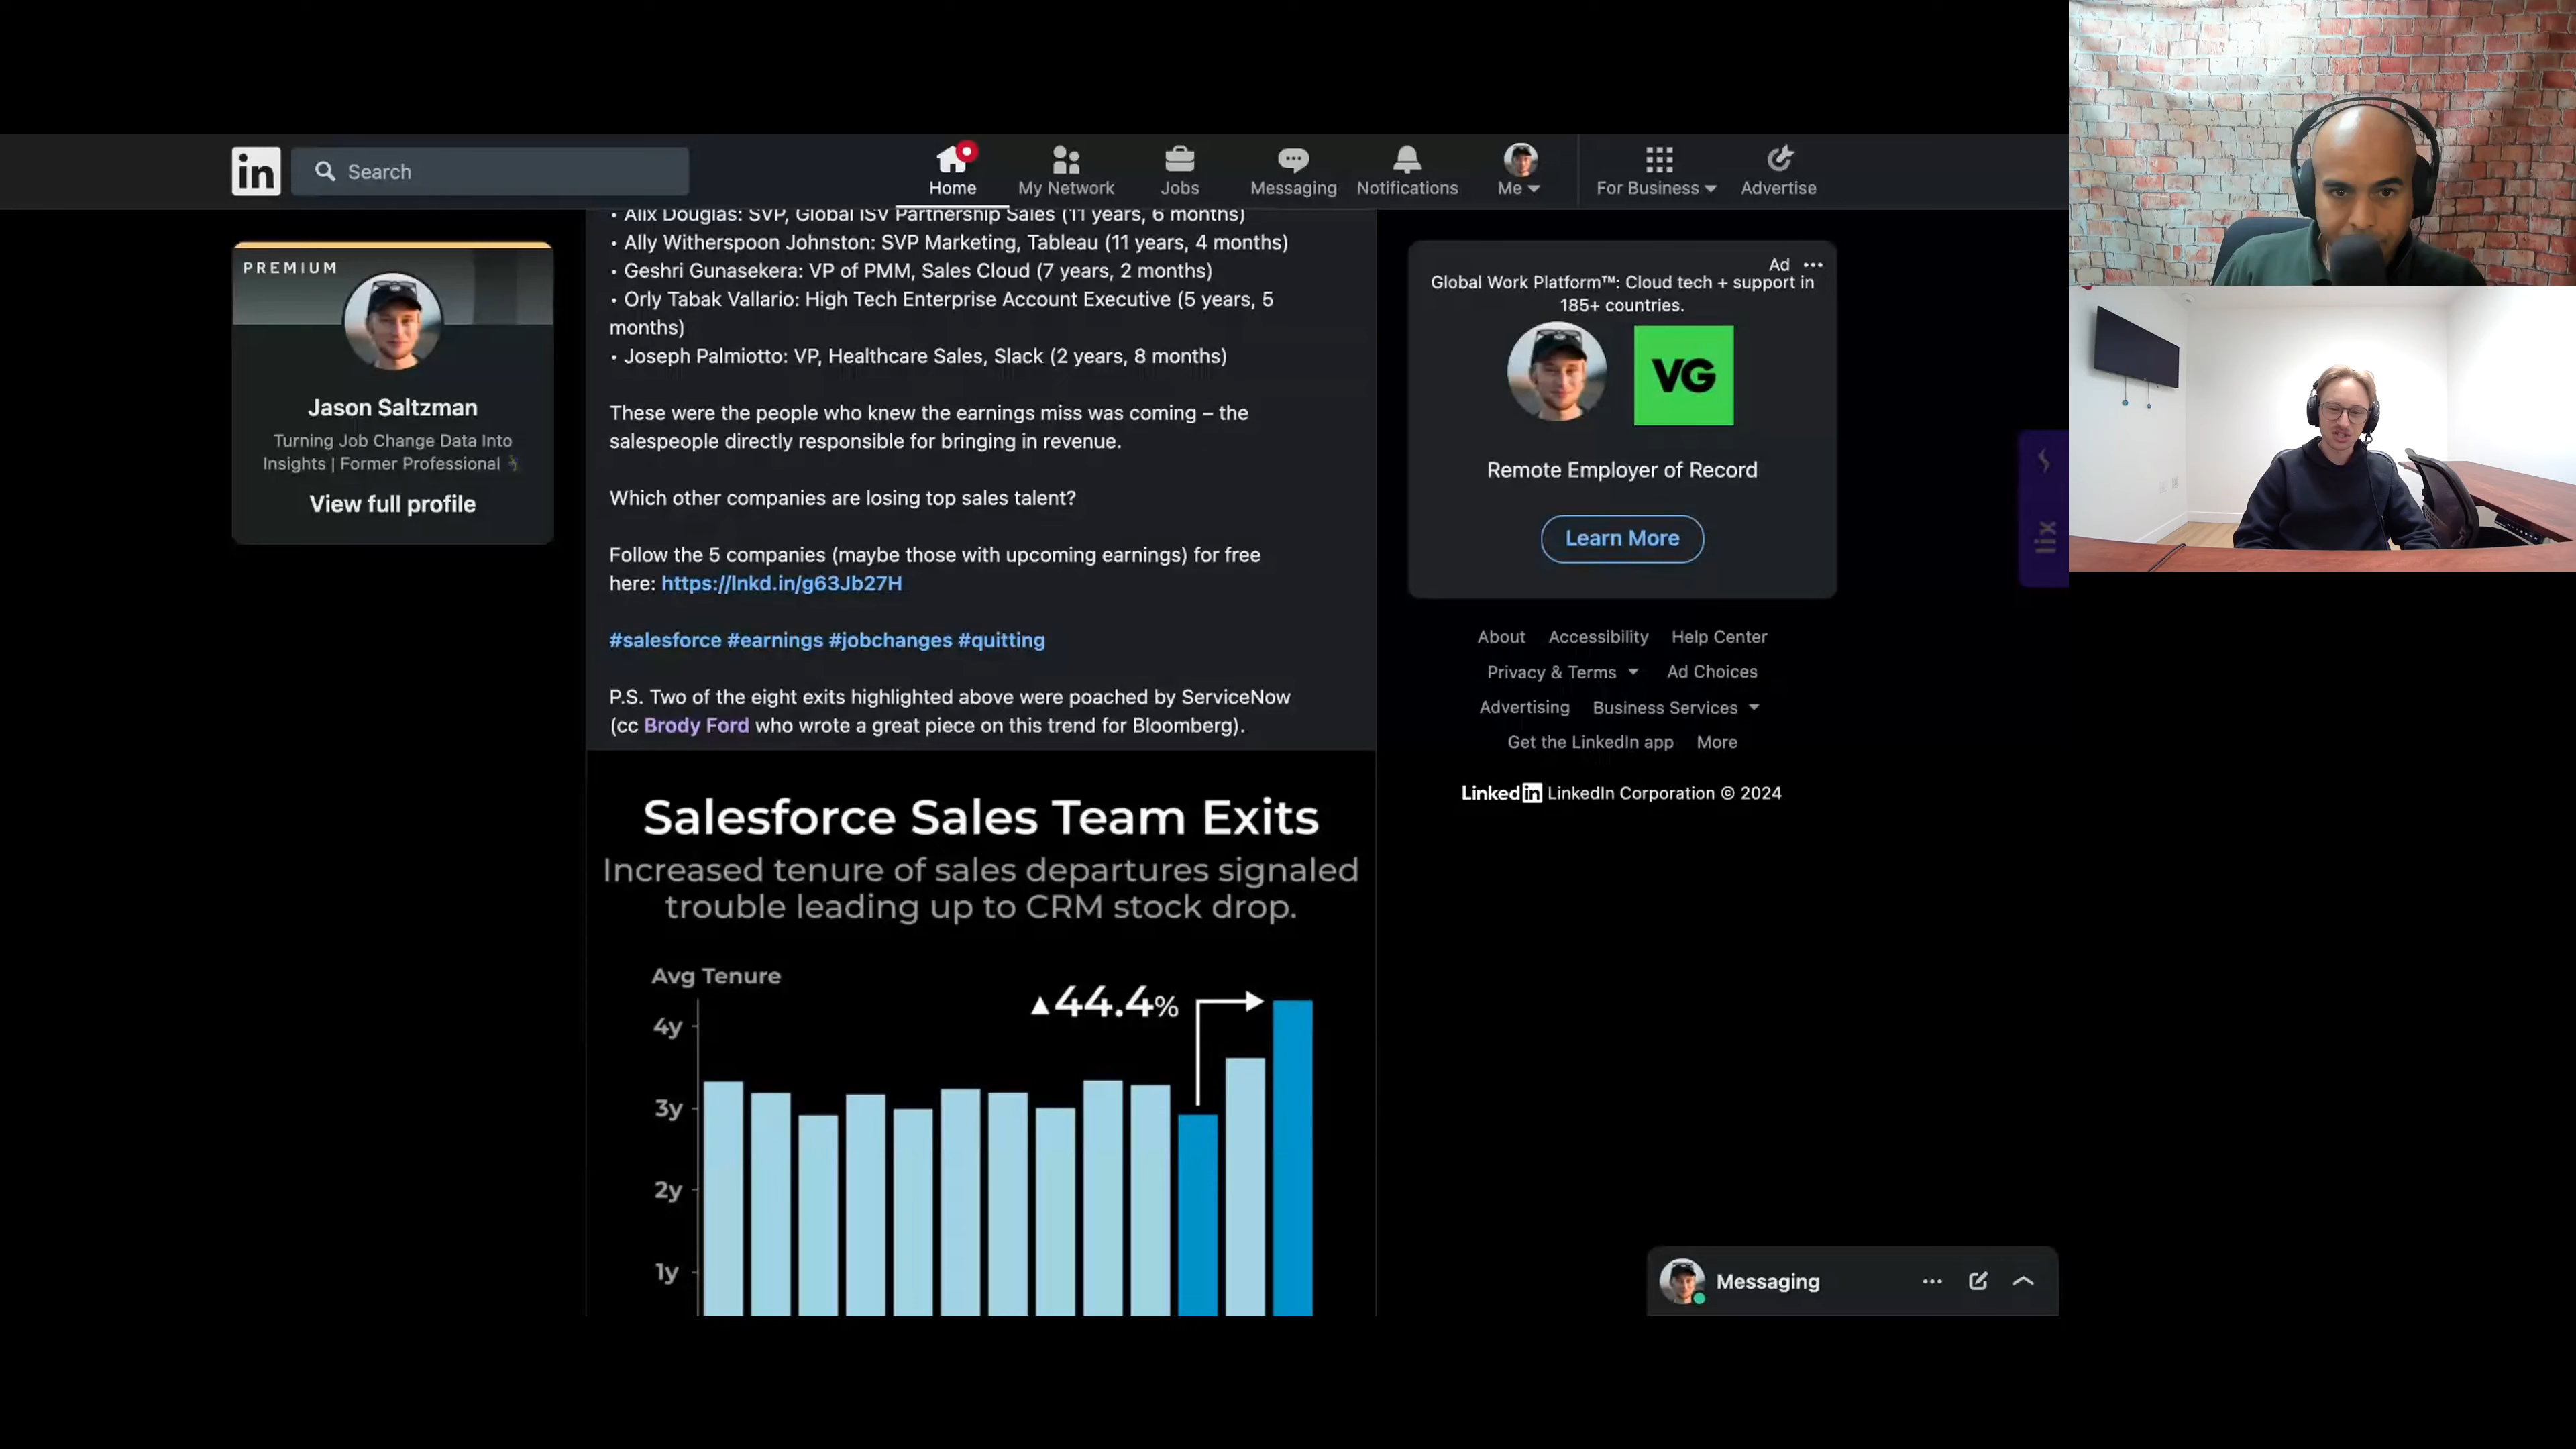 in
Search
Home
My Network
Jobs
Messaging
Notifications
Me
For Business
Advertise
PREMIUM
Jason Saltzman
Turning Job Change Data Into
Insights | Former Professional
View full profile
• Alix Douglas: SVP, Global ISV Partnership Sales (11 years, 6 months)
• Ally Witherspoon Johnston: SVP Marketing, Tableau (11 years, 4 months)
• Geshri Gunasekera: VP of PMM, Sales Cloud (7 years, 2 months)
• Orly Tabak Vallario: High Tech Enterprise Account Executive (5 years, 5
months)
• Joseph Palmiotto: VP, Healthcare Sales, Slack (2 years, 8 months)
These were the people who knew the earnings miss was coming – the
salespeople directly responsible for bringing in revenue.
Which other companies are losing top sales talent?
Follow the 5 companies (maybe those with upcoming earnings) for free
here: https://lnkd.in/g63Jb27H
#salesforce #earnings #jobchanges #quitting
P.S. Two of the eight exits highlighted above were poached by ServiceNow
(cc Brody Ford who wrote a great piece on this trend for Bloomberg).
Salesforce Sales Team Exits
Increased tenure of sales departures signaled
trouble leading up to CRM stock drop.
Avg Tenure
▲44.4%
4y
3y
2y
1y
Ad
Global Work Platform™: Cloud tech + support in
185+ countries.
VG
Remote Employer of Record
Learn More
About Accessibility Help Center
Privacy & Terms Ad Choices
Advertising Business Services
Get the LinkedIn app More
LinkedIn LinkedIn Corporation © 2024
lix
Messaging